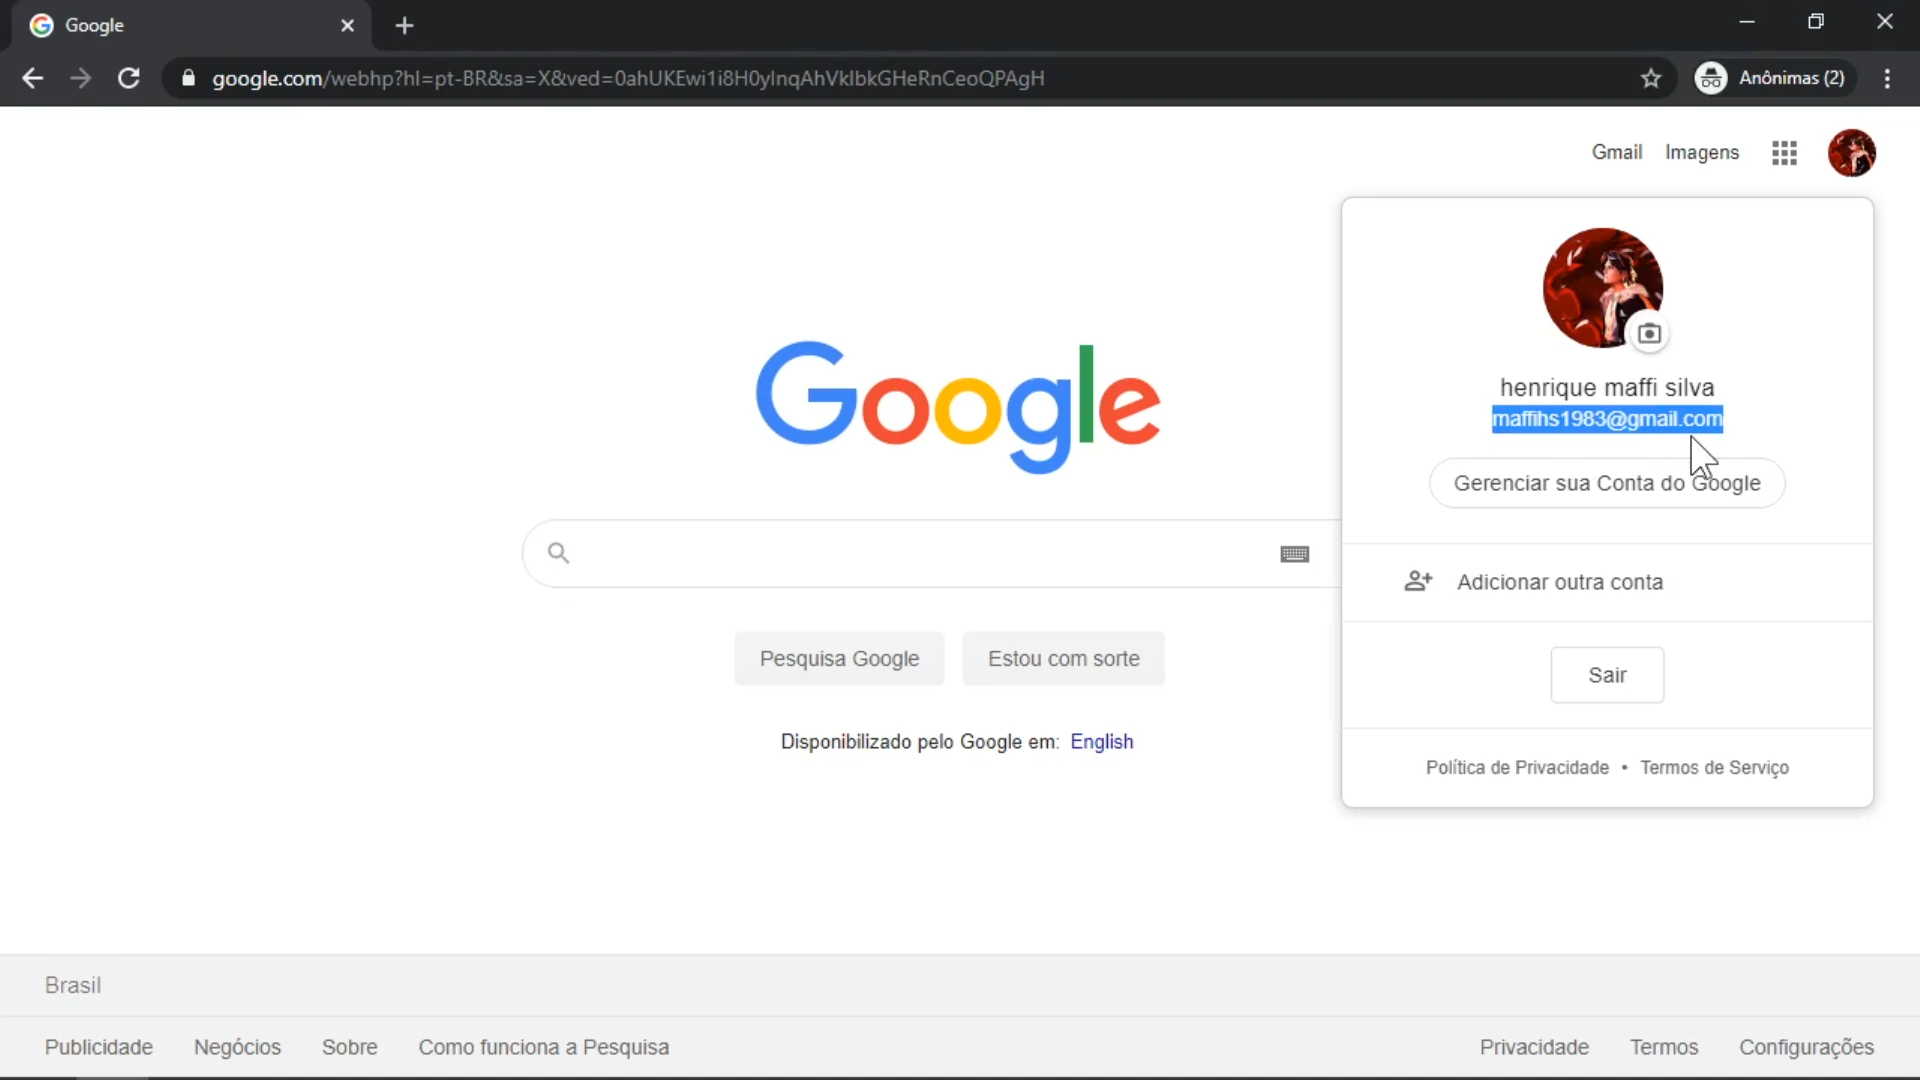 Google
google.com/webhp?hl=pt-BR&sa=X&ved=0ahUKEwi1i8H0yInqAhVkIbkGHeRnCeoQPAgH
Anônimas (2)
Gmail Imagens
henrique maffi silva
maffihs1983@gmail.com
Gerenciar sua Conta do Google
Adicionar outra conta
Sair
Política de Privacidade • Termos de Serviço
Google
Pesquisa Google Estou com sorte
Disponibilizado pelo Google em: English
Brasil
Publicidade Negócios Sobre Como funciona a Pesquisa Privacidade Termos Configurações